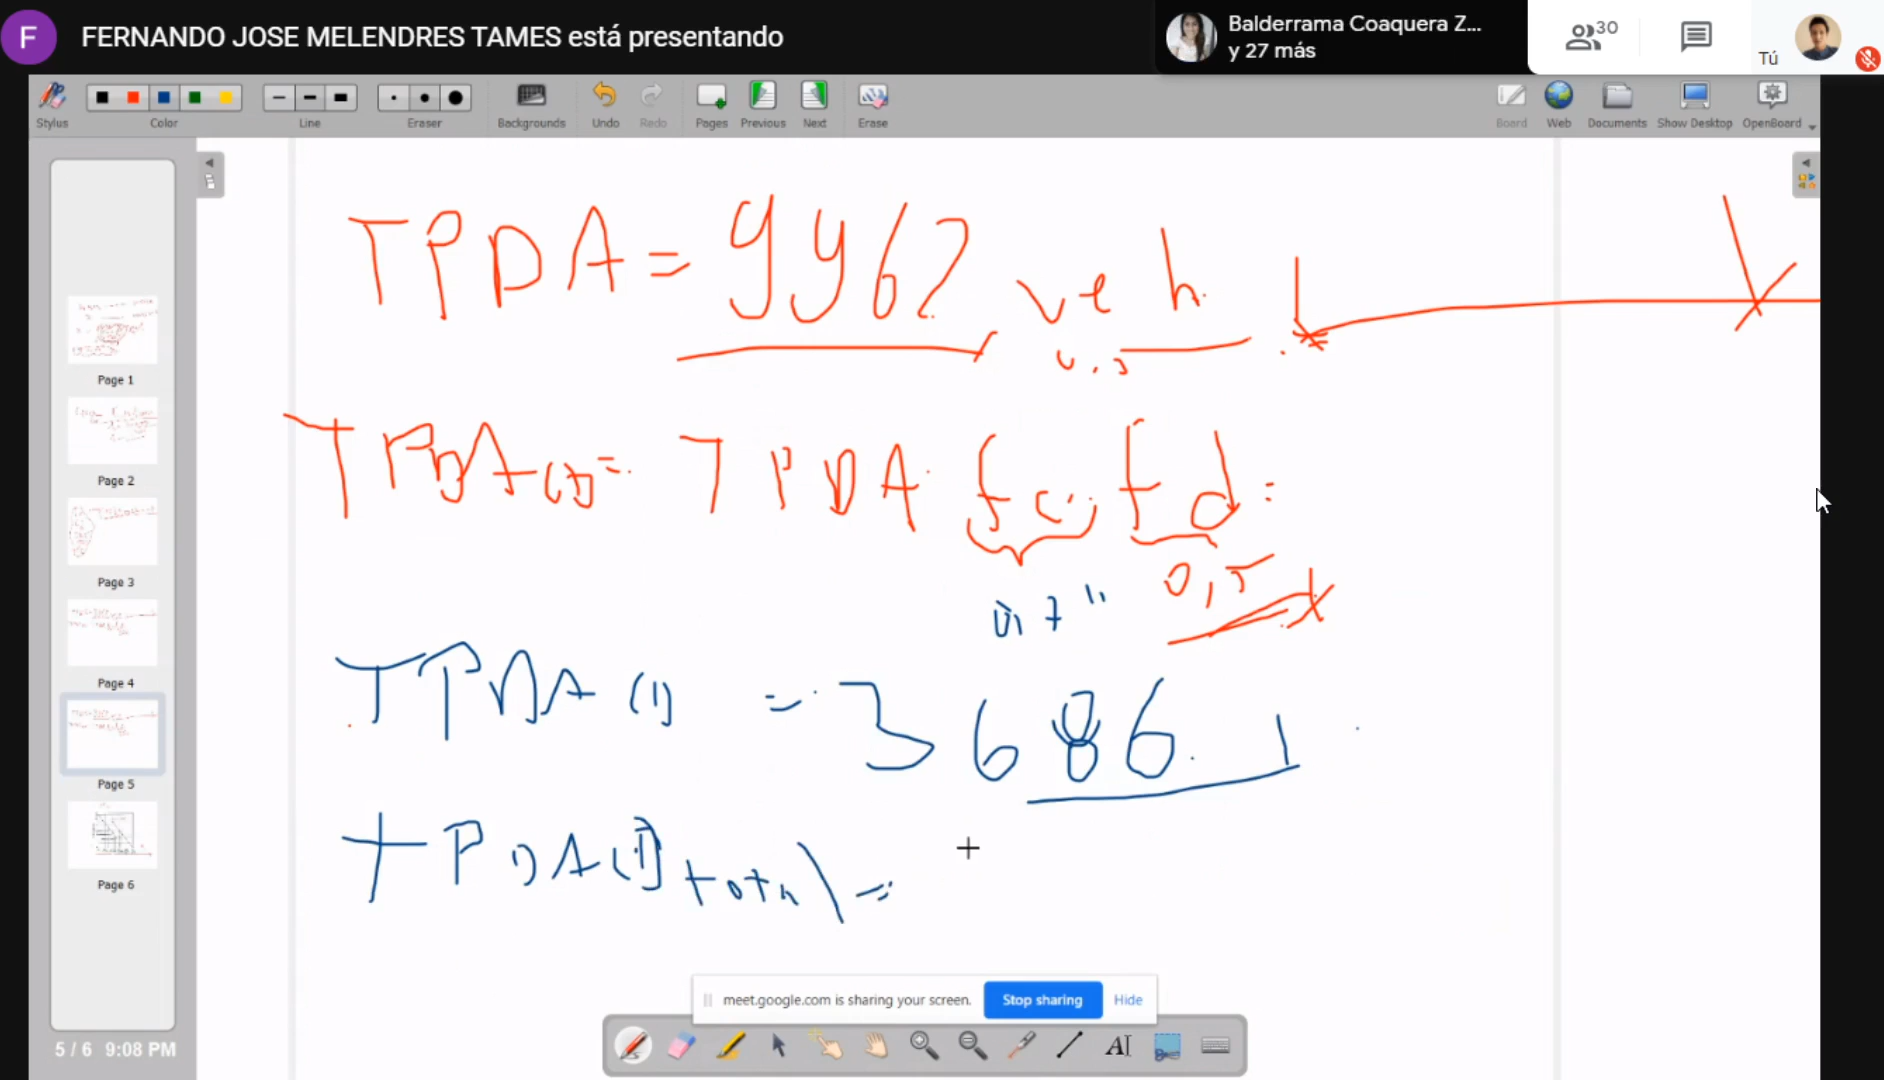 F FERNANDO JOSE MELENDRES TAMES está presentando
Balderrama Coaquera Z...
y 27 más
30
Tú
Stylus
Color
Line
Eraser
Backgrounds
Undo
Redo
Pages
Previous
Next
Erase
Board
Web
Documents
Show Desktop
OpenBoard
Page 1
Page 2
Page 3
Page 4
Page 5
Page 6
5 / 6 9:08 PM
TPDA = 9962 veh
TPDA(1) = TPDA fc fd =
0,5
TPDA (1) = 3686.1
TPDA(1) total =
meet.google.com is sharing your screen.
Stop sharing
Hide